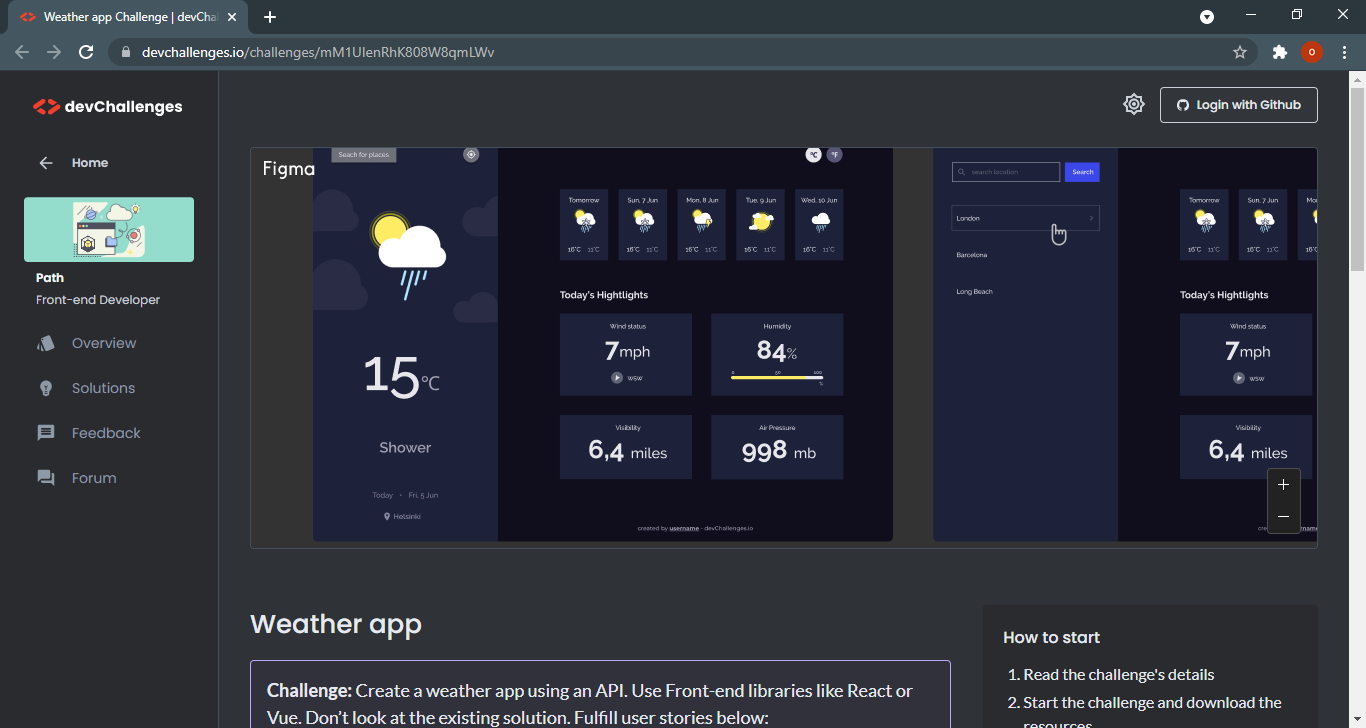 Weather app Challenge | devCha
devchallenges.io/challenges/mM1UIenRhK808W8qmLWv
O
devChallenges
Login with Github
Home
Path
Front-end Developer
Overview
Solutions
Feedback
Forum
Figma
Seach for places
°C °F
15°C
Shower
Today • Fri, 5 Jun
Helsinki
Tomorrow
16°C 11°C
Sun, 7 Jun
16°C 11°C
Mon, 8 Jun
16°C 11°C
Tue, 9 Jun
16°C 11°C
Wed, 10 Jun
16°C 11°C
Today's Hightlights
Wind status
7mph
WSW
Humidity
84%
0 50 100
%
Visibility
6,4 miles
Air Pressure
998 mb
created by username - devChallenges.io
search location
Search
London
Barcelona
Long Beach
Tomorrow
16°C 11°C
Sun, 7 Jun
16°C 11°C
Today's Hightlights
Wind status
7mph
WSW
Visibility
6,4 miles
+
−
Weather app
Challenge: Create a weather app using an API. Use Front-end libraries like React or
Vue. Don't look at the existing solution. Fulfill user stories below:
How to start
1. Read the challenge's details
2. Start the challenge and download the
resources